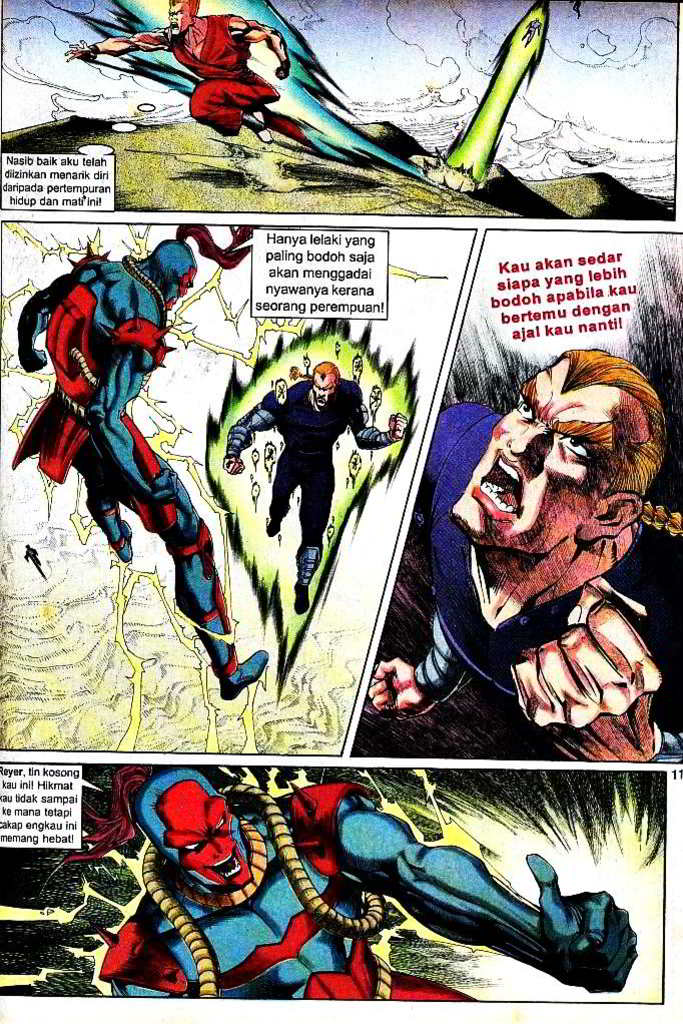 Nasib baik aku telah
diizinkan menarik diri
daripada pertempuran
hidup dan mati ini!
Hanya lelaki yang
paling bodoh saja
akan menggadai
nyawanya kerana
seorang perempuan!
Kau akan sedar
siapa yang lebih
bodoh apabila kau
bertemu dengan
ajal kau nanti!
Reyer, tin kosong
kau ini! Hikmat
kau tidak sampai
ke mana tetapi
cakap engkau ini
memang hebat!
11